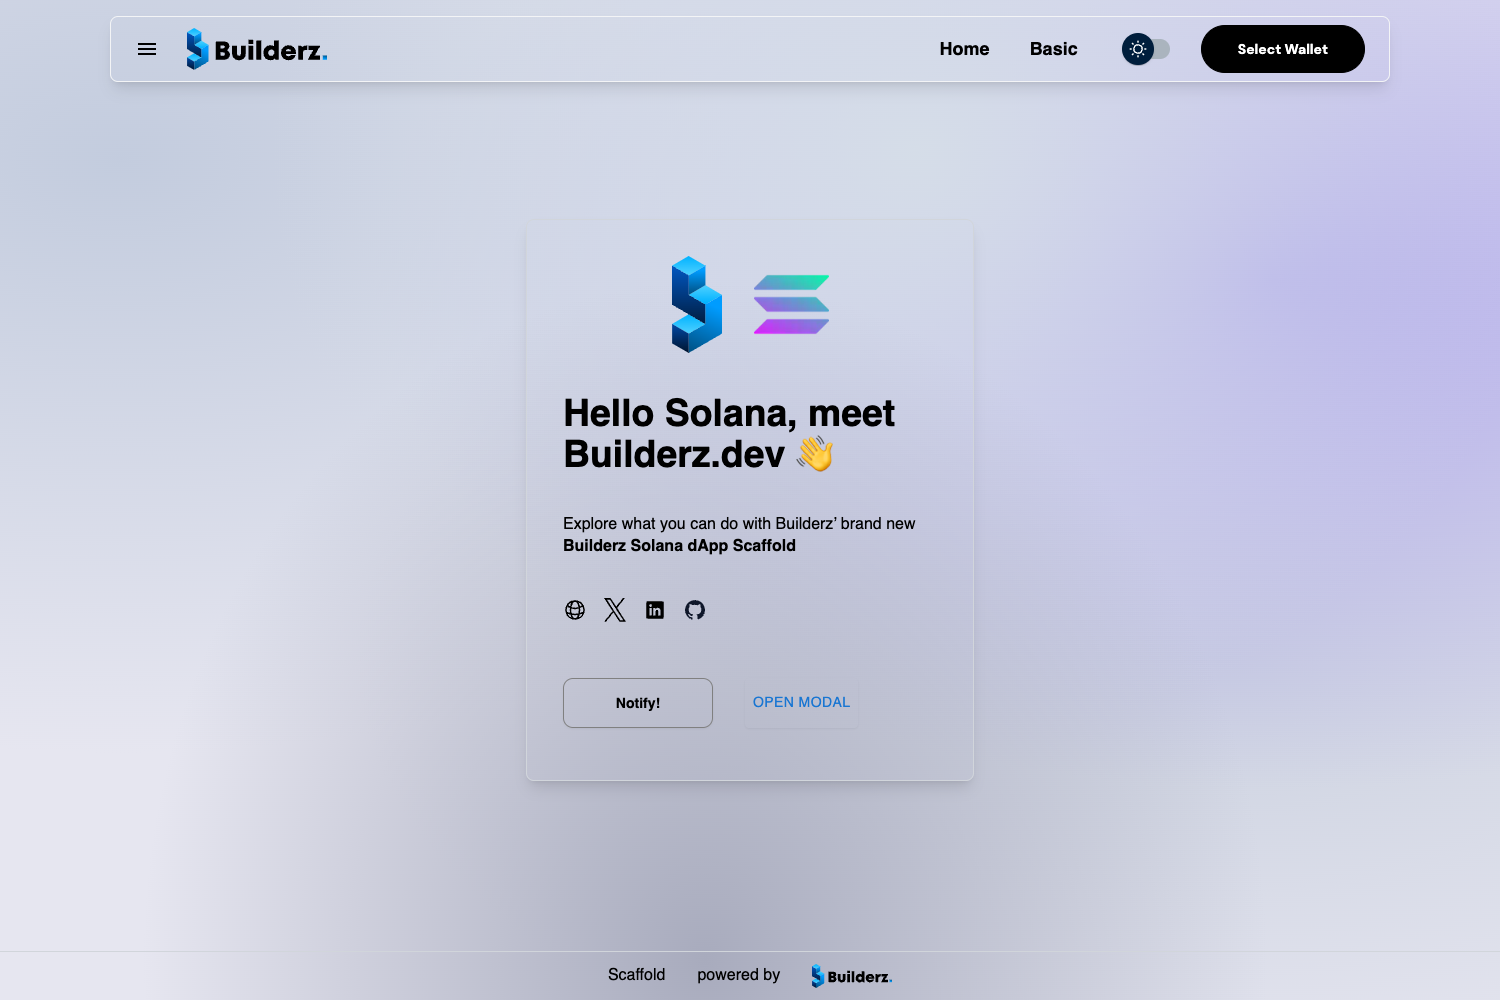 Builderz.
Home
Basic
Select Wallet
Hello Solana, meet
Builderz.dev 👋
Explore what you can do with Builderz’ brand new
Builderz Solana dApp Scaffold
Notify!
OPEN MODAL
Scaffold
powered by
Builderz.